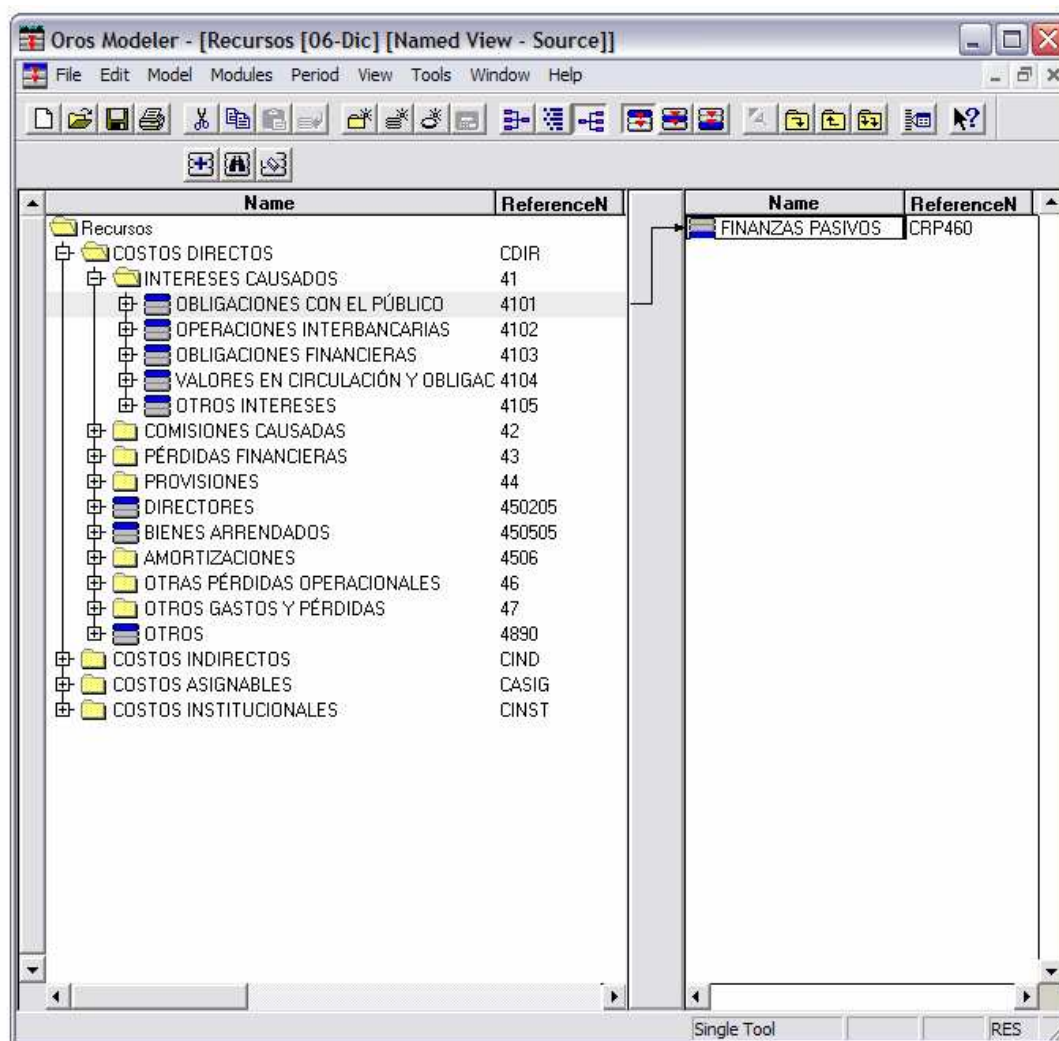 Oros Modeler - [Recursos [06-Dic] [Named View - Source]]
File Edit Model Modules Period View Tools Window Help
Name ReferenceN Name ReferenceN
Recursos FINANZAS PASIVOS CRP460
COSTOS DIRECTOS CDIR
INTERESES CAUSADOS 41
OBLIGACIONES CON EL PÚBLICO 4101
OPERACIONES INTERBANCARIAS 4102
OBLIGACIONES FINANCIERAS 4103
VALORES EN CIRCULACIÓN Y OBLIGAC 4104
OTROS INTERESES 4105
COMISIONES CAUSADAS 42
PÉRDIDAS FINANCIERAS 43
PROVISIONES 44
DIRECTORES 450205
BIENES ARRENDADOS 450505
AMORTIZACIONES 4506
OTRAS PÉRDIDAS OPERACIONALES 46
OTROS GASTOS Y PÉRDIDAS 47
OTROS 4890
COSTOS INDIRECTOS CIND
COSTOS ASIGNABLES CASIG
COSTOS INSTITUCIONALES CINST
Single Tool RES